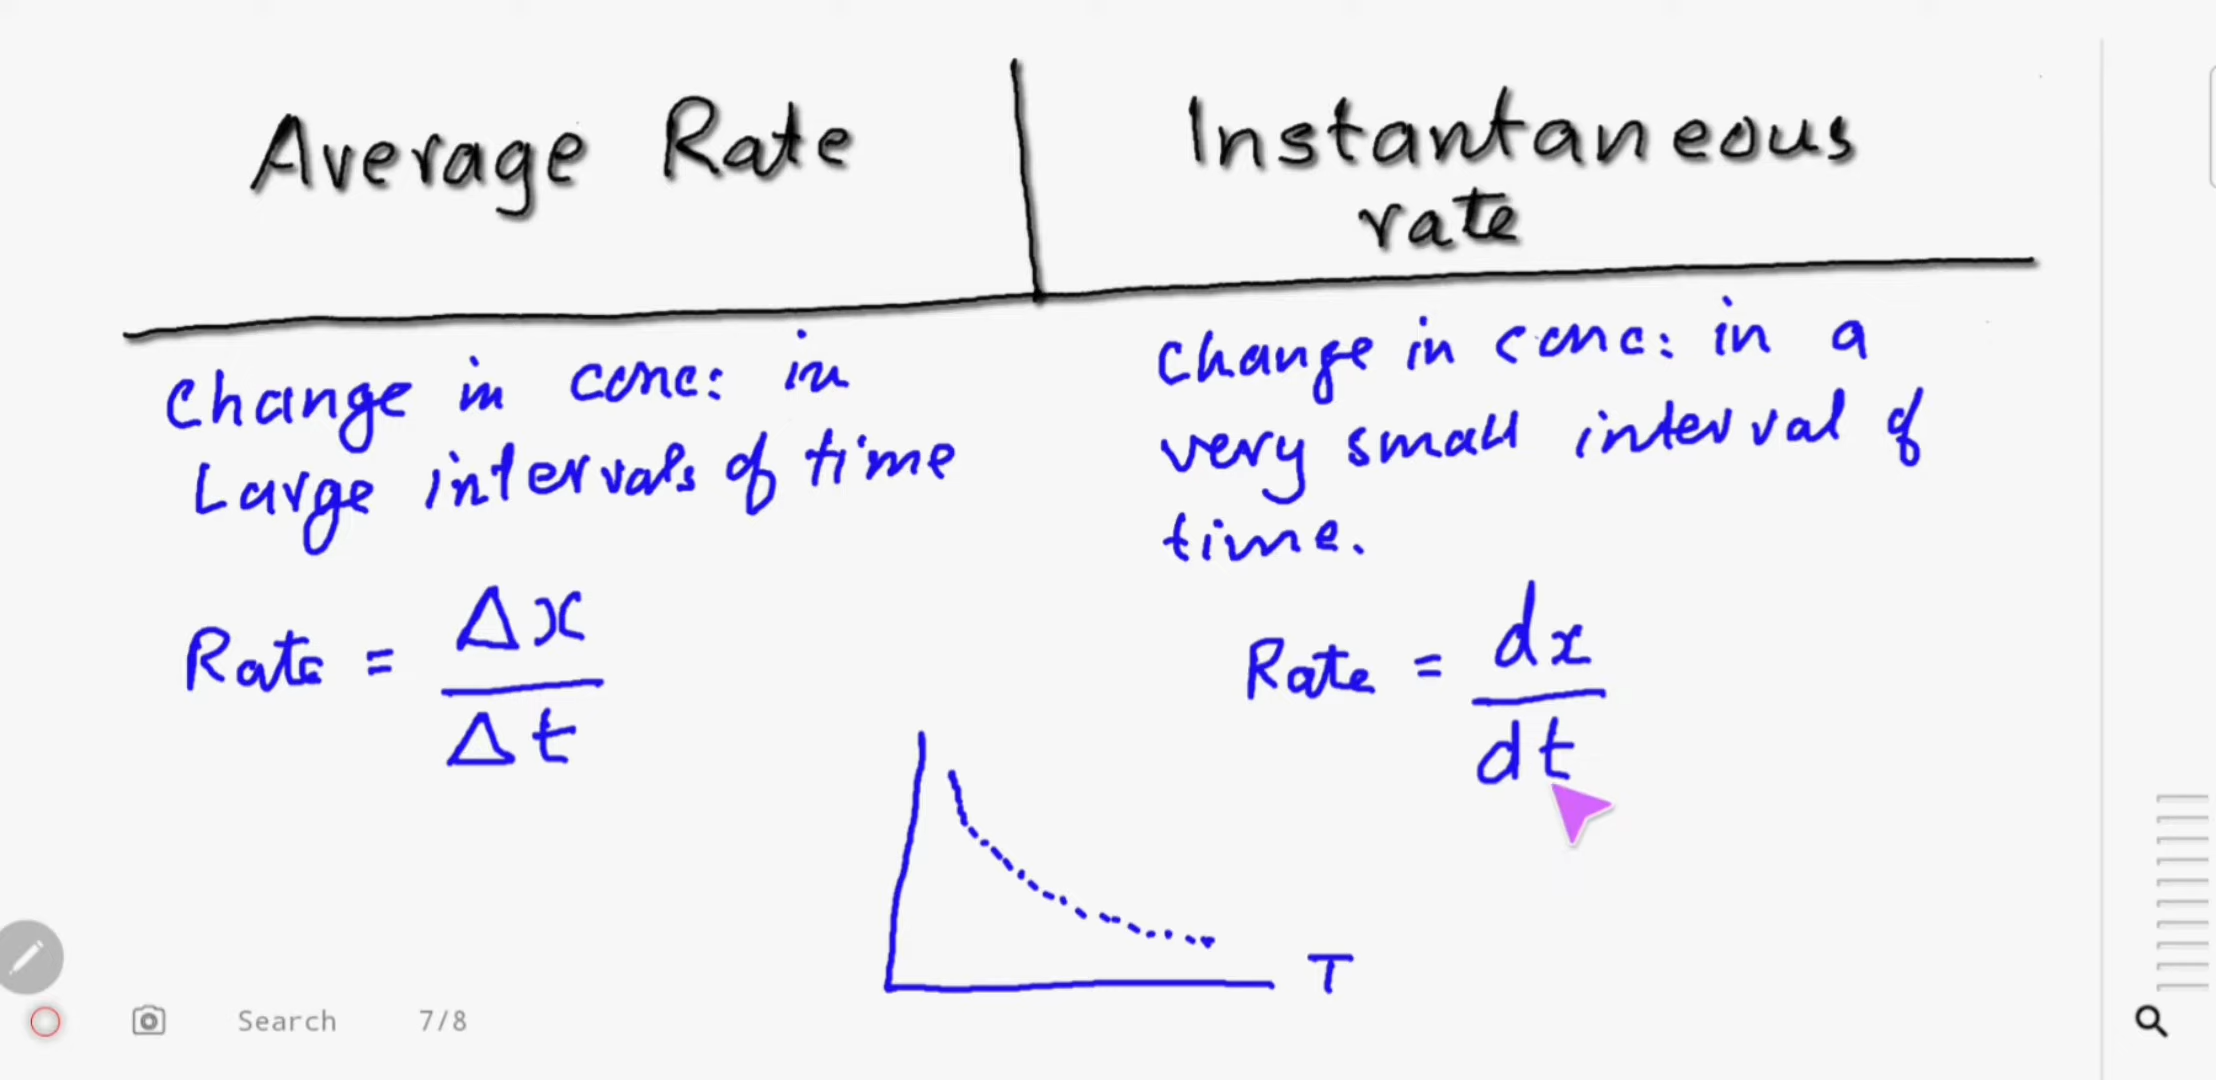 Average Rate
Instantaneous
rate
Change in conc: in
Large intervals of time
Rate = Δx
Δt
Change in conc: in a
very small interval of
time.
Rate = dx
dt
T
Search 7/8